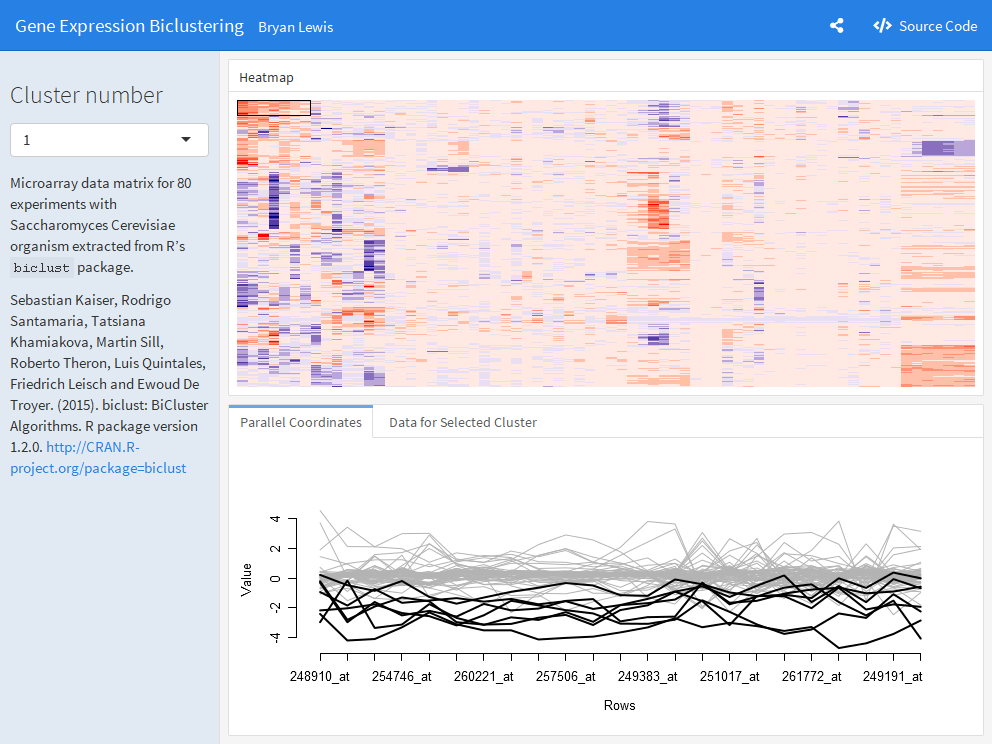 Gene Expression Biclustering Bryan Lewis Source Code
Cluster number
1
Microarray data matrix for 80
experiments with
Saccharomyces Cerevisiae
organism extracted from R's
biclust package.
Sebastian Kaiser, Rodrigo
Santamaria, Tatsiana
Khamiakova, Martin Sill,
Roberto Theron, Luis Quintales,
Friedrich Leisch and Ewoud De
Troyer. (2015). biclust: BiCluster
Algorithms. R package version
1.2.0. http://CRAN.R-
project.org/package=biclust
Heatmap
Parallel Coordinates Data for Selected Cluster
Value
4
2
0
-2
-4
248910_at 254746_at 260221_at 257506_at 249383_at 251017_at 261772_at 249191_at
Rows